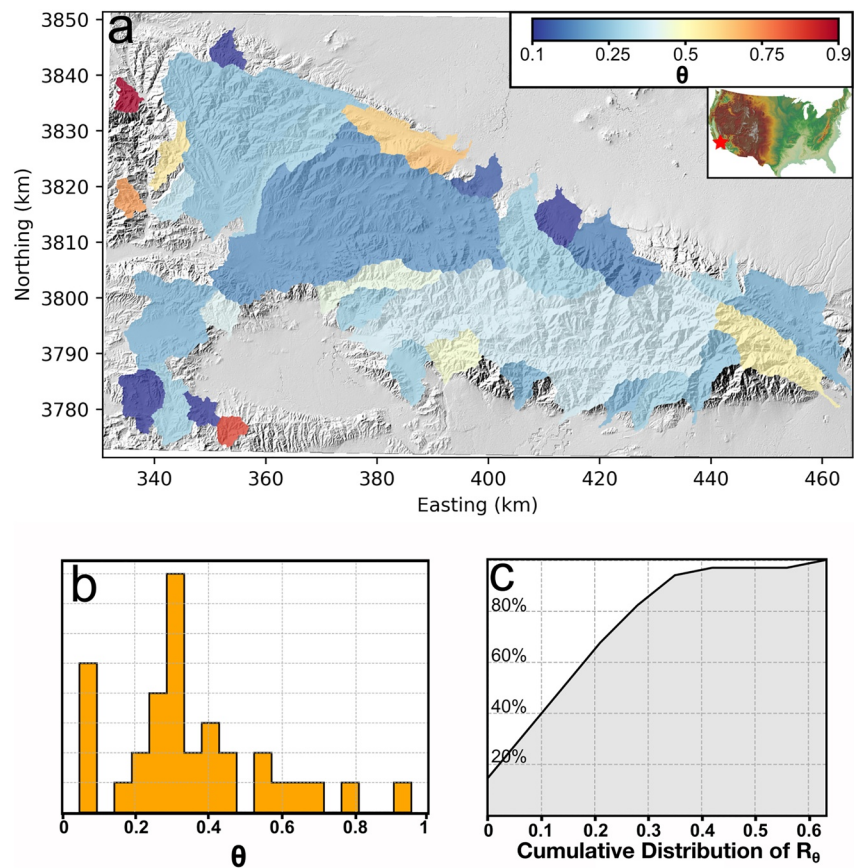 a
3850
3840
3830
3820
3810
3800
3790
3780
Northing (km)
340 360 380 400 420 440 460
Easting (km)
0.1 0.25 0.5 0.75 0.9
θ
b
0 0.2 0.4 0.6 0.8 1
θ
c
80%
60%
40%
20%
0 0.1 0.2 0.3 0.4 0.5 0.6
Cumulative Distribution of Rθ